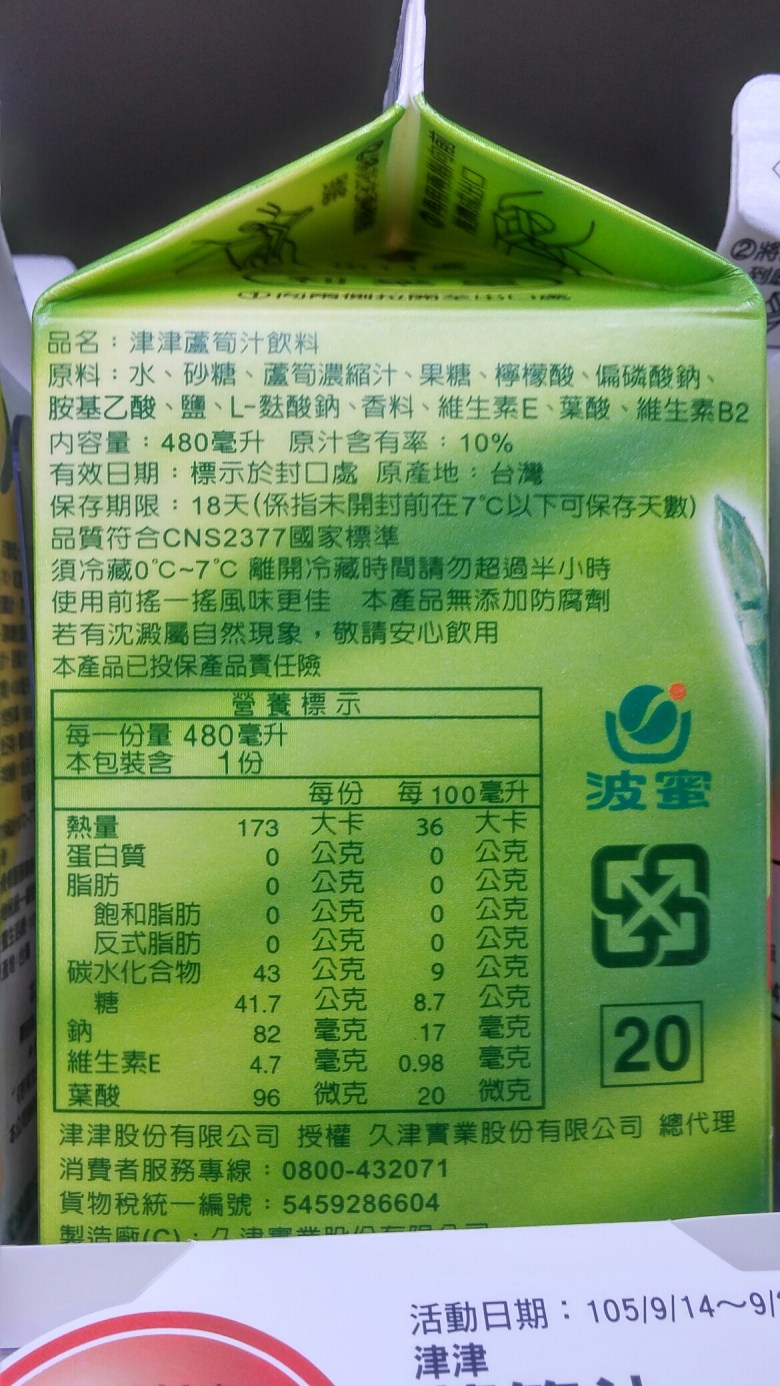 ②將
品名：津津蘆筍汁飲料
原料：水、砂糖、蘆筍濃縮汁、果糖、檸檬酸、偏磷酸鈉、
胺基乙酸、鹽、L-麩酸鈉、香料、維生素E、葉酸、維生素B2
內容量：480毫升 原汁含有率：10%
有效日期：標示於封口處 原產地：台灣
保存期限：18天(係指未開封前在7℃以下可保存天數)
品質符合CNS2377國家標準
須冷藏0℃~7℃ 離開冷藏時間請勿超過半小時
使用前搖一搖風味更佳 本產品無添加防腐劑
若有沈澱屬自然現象，敬請安心飲用
本產品已投保產品責任險
營養標示
每一份量 480毫升
本包裝含 1份
每份 每100毫升
熱量 173 大卡 36 大卡
蛋白質 0 公克 0 公克
脂肪 0 公克 0 公克
飽和脂肪 0 公克 0 公克
反式脂肪 0 公克 0 公克
碳水化合物 43 公克 9 公克
糖 41.7 公克 8.7 公克
鈉 82 毫克 17 毫克
維生素E 4.7 毫克 0.98 毫克
葉酸 96 微克 20 微克
波蜜
20
津津股份有限公司 授權 久津實業股份有限公司 總代理
消費者服務專線：0800-432071
貨物稅統一編號：5459286604
製造廠(C)：久津實業股份有限公司
活動日期：105/9/14～9/
津津